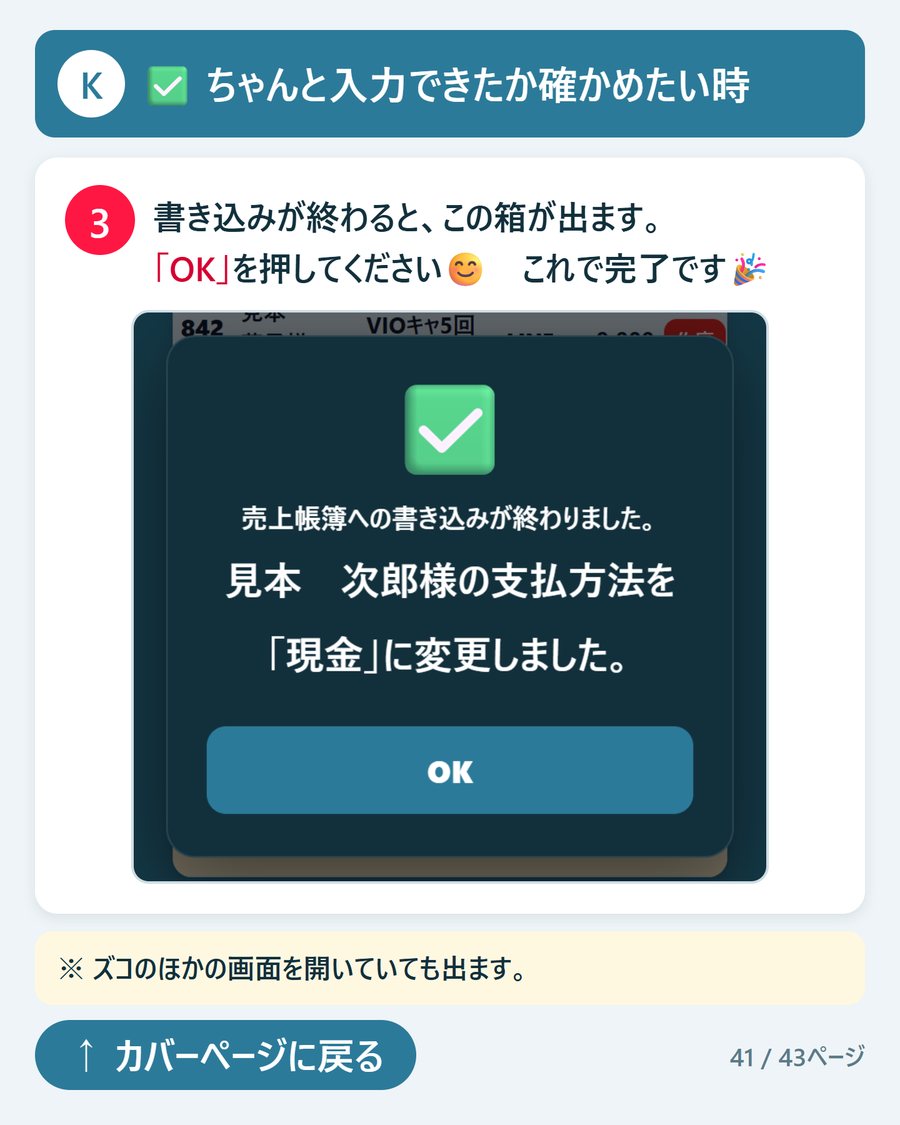 K ✅ ちゃんと入力できたか確かめたい時
3 書き込みが終わると、この箱が出ます。
「OK」を押してください😊 これで完了です🎉
842 VIOキャ5回
売上帳簿への書き込みが終わりました。
見本 次郎様の支払方法を
「現金」に変更しました。
OK
※ ズコのほかの画面を開いていても出ます。
↑ カバーページに戻る
41 / 43ページ